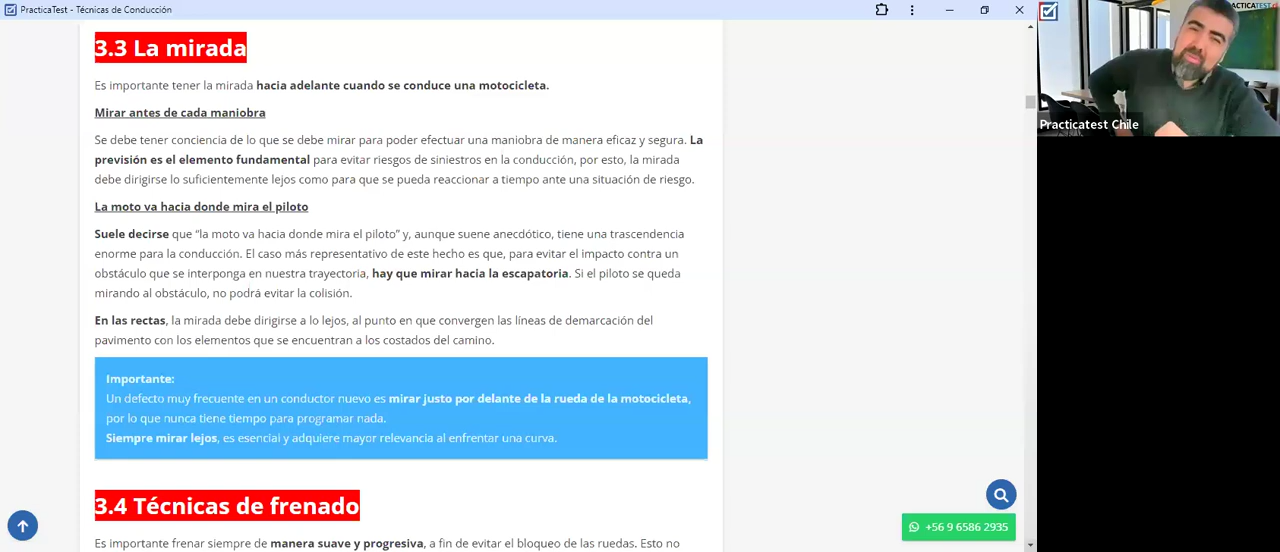 PracticaTest - Técnicas de Conducción
3.3 La mirada
Es importante tener la mirada hacia adelante cuando se conduce una motocicleta.
Mirar antes de cada maniobra
Se debe tener conciencia de lo que se debe mirar para poder efectuar una maniobra de manera eficaz y segura. La
previsión es el elemento fundamental para evitar riesgos de siniestros en la conducción, por esto, la mirada
debe dirigirse lo suficientemente lejos como para que se pueda reaccionar a tiempo ante una situación de riesgo.
La moto va hacia donde mira el piloto
Suele decirse que “la moto va hacia donde mira el piloto” y, aunque suene anecdótico, tiene una trascendencia
enorme para la conducción. El caso más representativo de este hecho es que, para evitar el impacto contra un
obstáculo que se interponga en nuestra trayectoria, hay que mirar hacia la escapatoria. Si el piloto se queda
mirando al obstáculo, no podrá evitar la colisión.
En las rectas, la mirada debe dirigirse a lo lejos, al punto en que convergen las líneas de demarcación del
pavimento con los elementos que se encuentran a los costados del camino.
Importante:
Un defecto muy frecuente en un conductor nuevo es mirar justo por delante de la rueda de la motocicleta,
por lo que nunca tiene tiempo para programar nada.
Siempre mirar lejos, es esencial y adquiere mayor relevancia al enfrentar una curva.
3.4 Técnicas de frenado
Es importante frenar siempre de manera suave y progresiva, a fin de evitar el bloqueo de las ruedas. Esto no
+56 9 6586 2935
Practicatest Chile